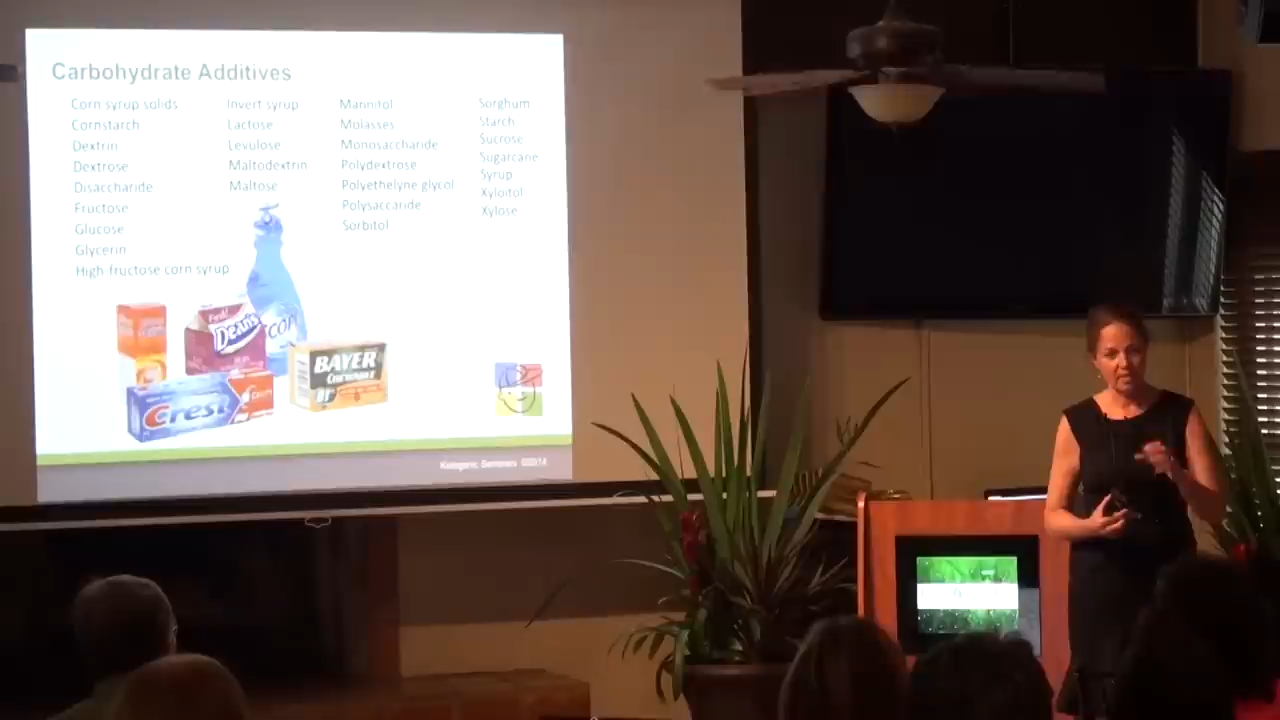 Carbohydrate Additives
Corn syrup solids
Cornstarch
Dextrin
Dextrose
Disaccharide
Fructose
Glucose
Glycerin
High fructose corn syrup
Invert syrup
Lactose
Levulose
Maltodextrin
Maltose
Mannitol
Molasses
Monosaccharide
Polydextrose
Polyethelyne glycol
Polysaccaride
Sorbitol
Sorghum
Starch
Sucrose
Sugarcane
Syrup
Xyloitol
Xylose
Dean's
Crest
BAYER
CHEWABLE